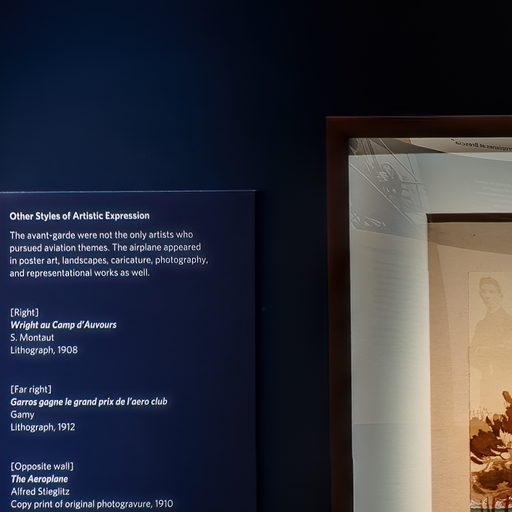 Other Styles of Artistic Expression
The avant-garde were not the only artists who
pursued aviation themes. The airplane appeared
in poster art, landscapes, caricature, photography,
and representational works as well.
[Right]
Wright au Camp d'Auvours
S. Montaut
Lithograph, 1908
[Far right]
Garros gagne le grand prix de l'aero club
Gamy
Lithograph, 1912
[Opposite wall]
The Aeroplane
Alfred Stieglitz
Copy print of original photogravure, 1910